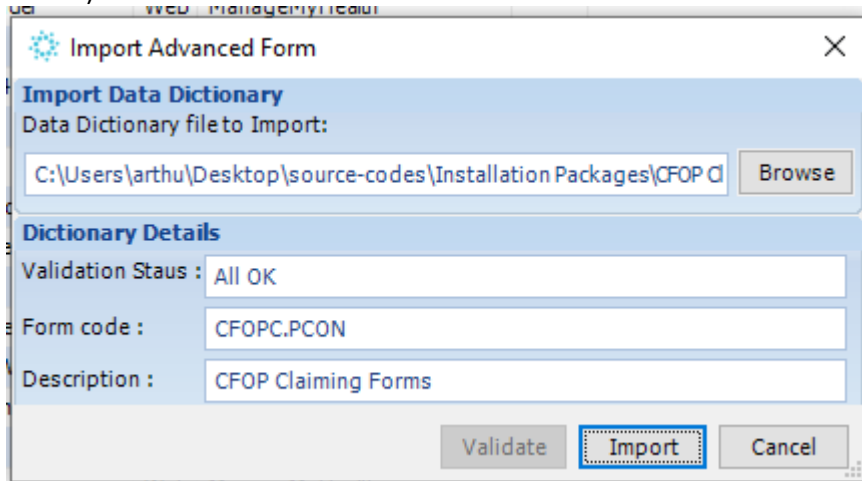 Web ManageMyHealth
Import Advanced Form
Import Data Dictionary
Data Dictionary file to Import:
C:\Users\arthu\Desktop\source-codes\Installation Packages\CFOP Cl
Browse
Dictionary Details
Validation Staus :
All OK
Form code :
CFOPC.PCON
Description :
CFOP Claiming Forms
Validate
Import
Cancel